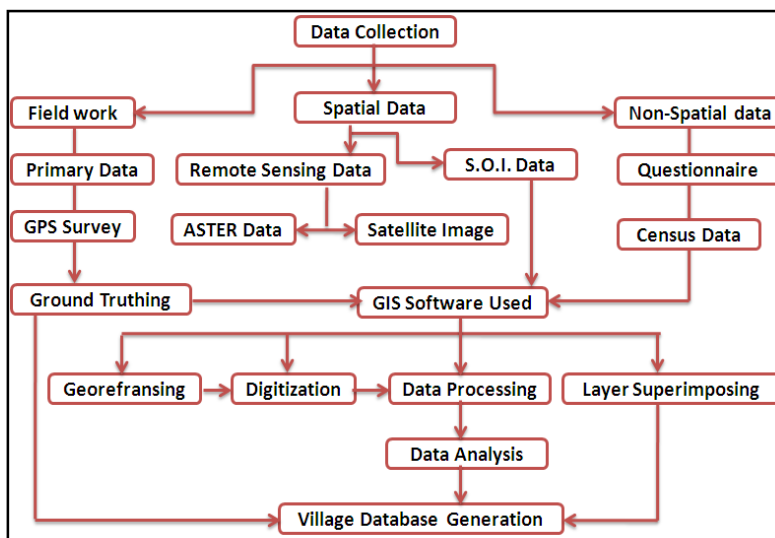 Data Collection
Field work
Spatial Data
Non-Spatial data
Primary Data
Remote Sensing Data
S.O.I. Data
Questionnaire
GPS Survey
ASTER Data
Satellite Image
Census Data
Ground Truthing
GIS Software Used
Georefransing
Digitization
Data Processing
Layer Superimposing
Data Analysis
Village Database Generation